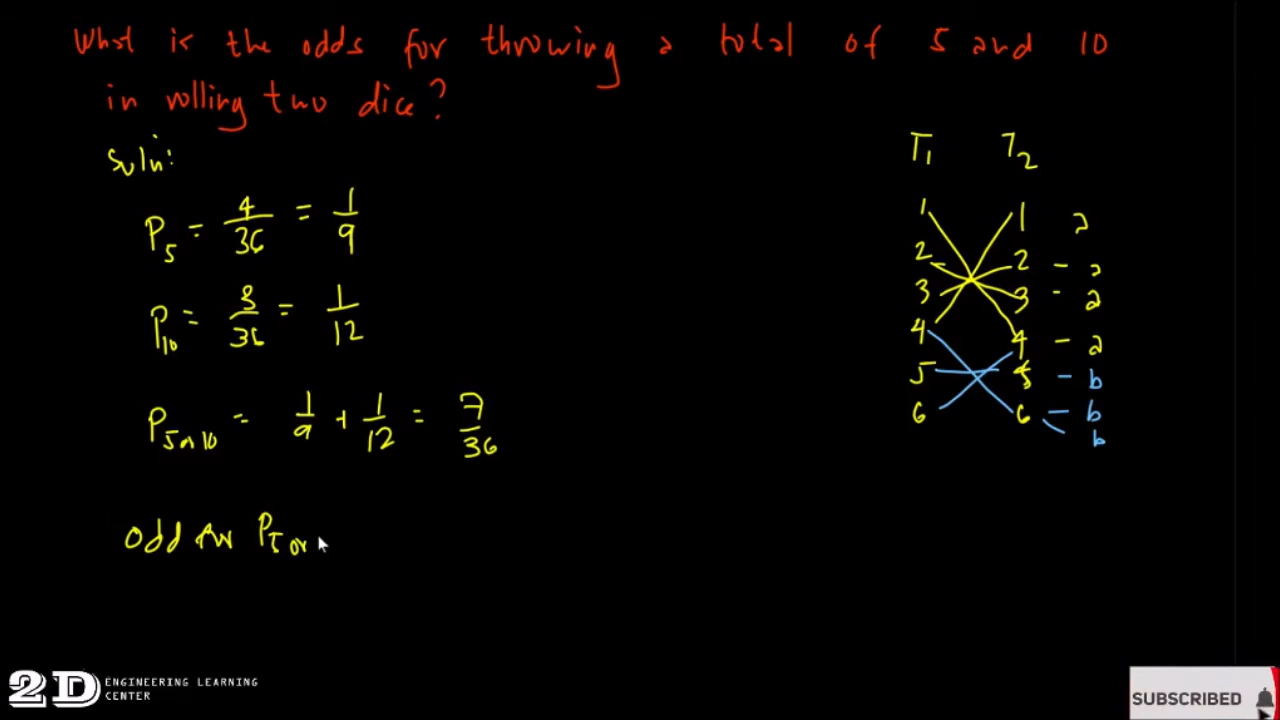 What is the odds for throwing a total of 5 and 10
in rolling two dice?
Soln:
P5 = 4/36 = 1/9
P10 = 3/36 = 1/12
P5 or 10 = 1/9 + 1/12 = 7/36
Odd for P5 or
T1 T2
1 1 a
2 2 - a
3 3 - a
4 4 - a
5 5 - b
6 6 - b
b
2D ENGINEERING LEARNING
CENTER
SUBSCRIBED